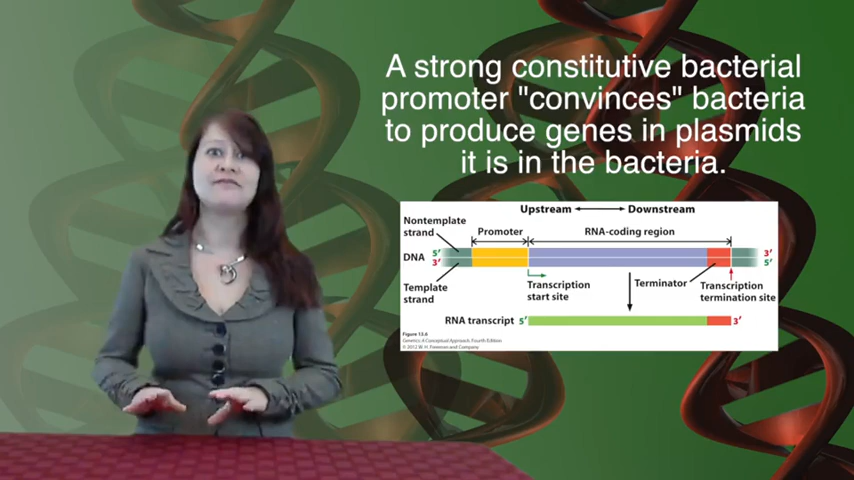 A strong constitutive bacterial
promoter "convinces" bacteria
to produce genes in plasmids
it is in the bacteria.
Upstream Downstream
Nontemplate
strand
Promoter
RNA-coding region
DNA
5′
3′
3′
5′
Template
strand
Transcription
start site
Terminator
Transcription
termination site
RNA transcript 5′ 3′
Figure 13.6
Genetics: A Conceptual Approach, Fourth Edition
© 2012 W. H. Freeman and Company